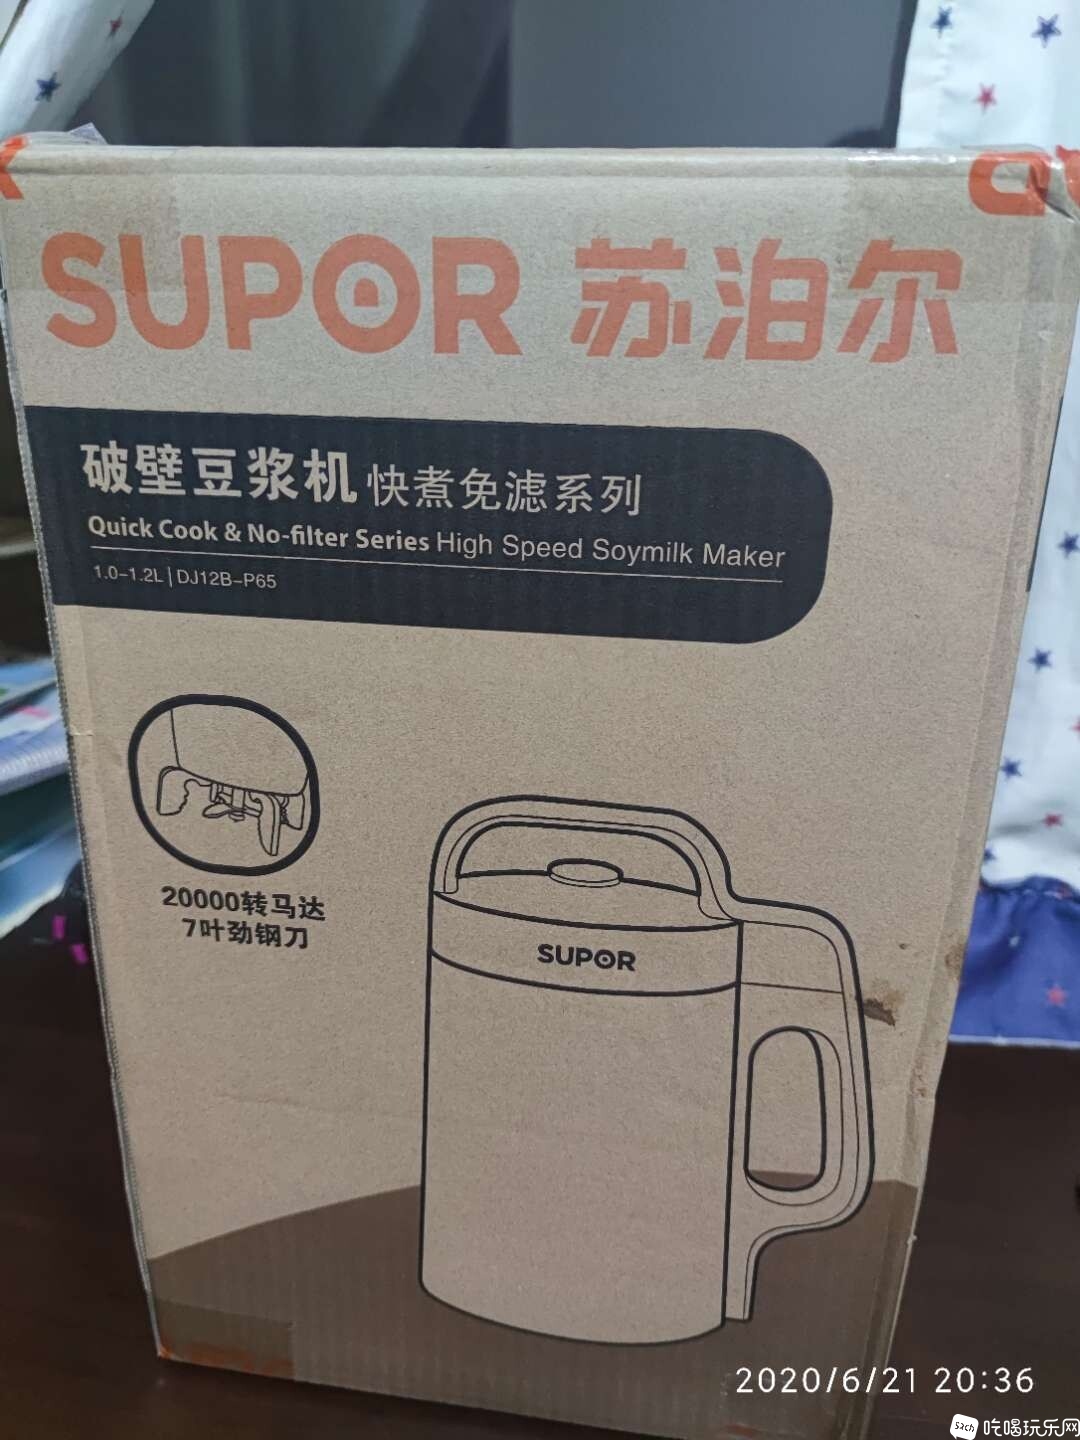 SUPOR 苏泊尔
破壁豆浆机 快煮免滤系列
Quick Cook & No-filter Series High Speed Soymilk Maker
1.0-1.2L | DJ12B-P65
20000转马达
7叶劲钢刀
SUPOR
2020/6/21 20:36
吃喝玩乐网